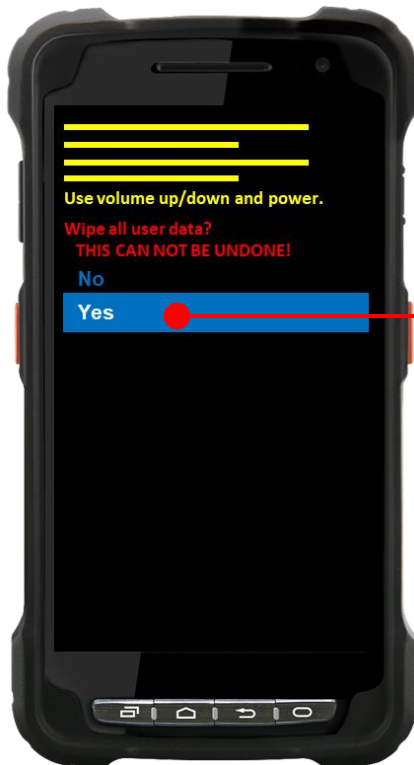 Use volume up/down and power.
Wipe all user data?
THIS CAN NOT BE UNDONE!
No
Yes